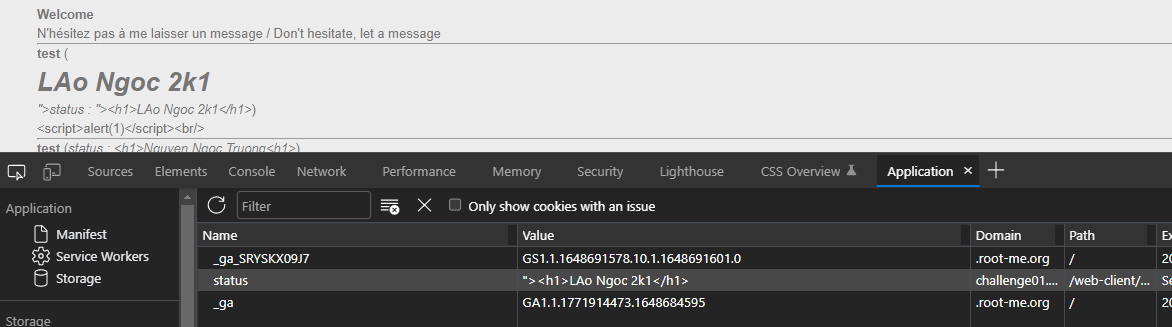 Welcome
N'hésitez pas à me laisser un message / Don't hesitate, let a message
test (
LAo Ngoc 2k1
">status : "><h1>LAo Ngoc 2k1</h1>)
<script>alert(1)</script><br/>
test (status : <h1>Nguyen Ngoc Truong<h1>)
Sources Elements Console Network Performance Memory Security Lighthouse CSS Overview Application
Application
Manifest
Service Workers
Storage
Storage
Filter
Only show cookies with an issue
Name Value Domain Path
_ga_SRYSKX09J7 GS1.1.1648691578.10.1.1648691601.0 .root-me.org / 20
status "><h1>LAo Ngoc 2k1</h1> challenge01.... /web-client/... Se
_ga GA1.1.1771914473.1648684595 .root-me.org / 20